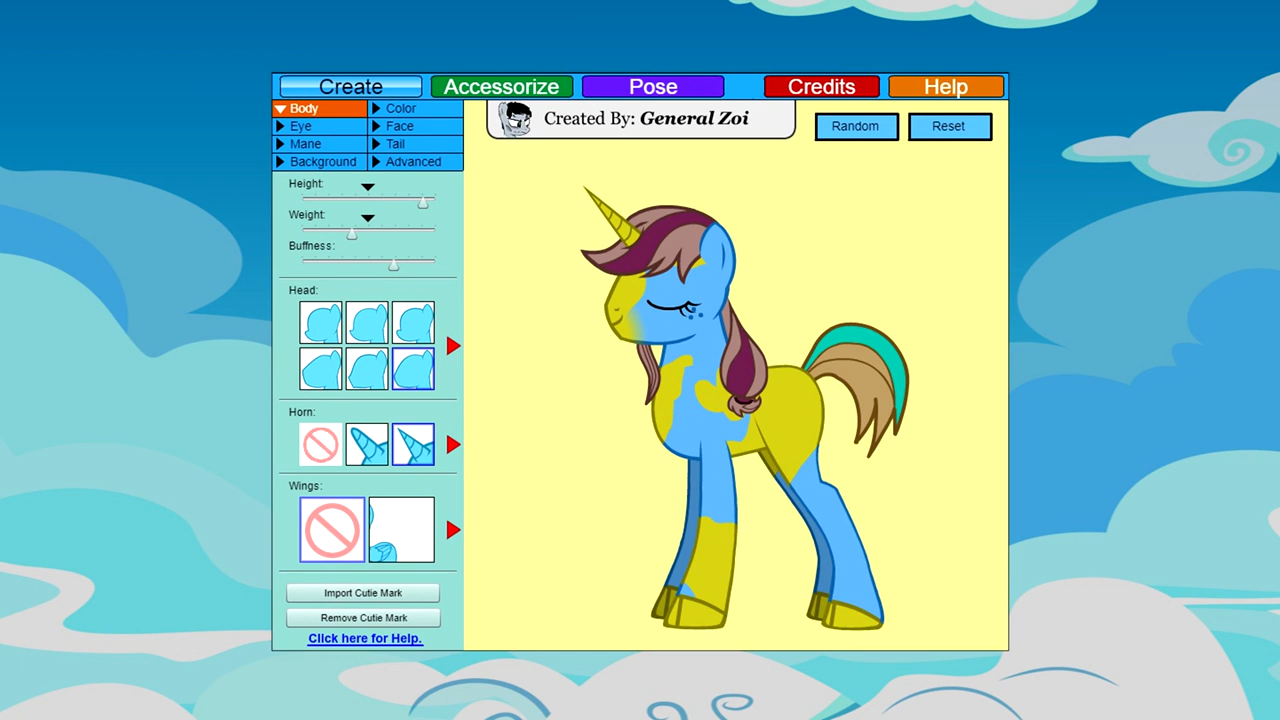 Create Accessorize Pose Credits Help
Body Color
Eye Face
Mane Tail
Background Advanced
Created By: General Zoi
Random Reset
Height:
Weight:
Buffness:
Head:
Horn:
Wings:
Import Cutie Mark
Remove Cutie Mark
Click here for Help.